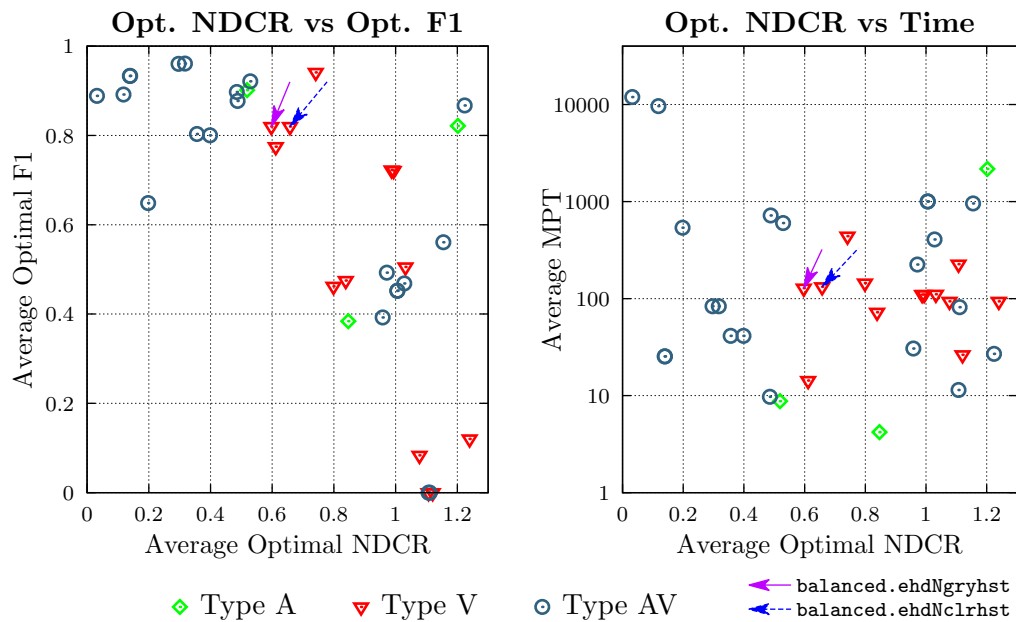 Opt. NDCR vs Opt. F1
Opt. NDCR vs Time
Average Optimal F1
1
0.8
0.6
0.4
0.2
0
0 0.2 0.4 0.6 0.8 1 1.2
Average Optimal NDCR
Average MPT
10000
1000
100
10
1
0 0.2 0.4 0.6 0.8 1 1.2
Average Optimal NDCR
Type A
Type V
Type AV
balanced.ehdNgryhst
balanced.ehdNclrhst